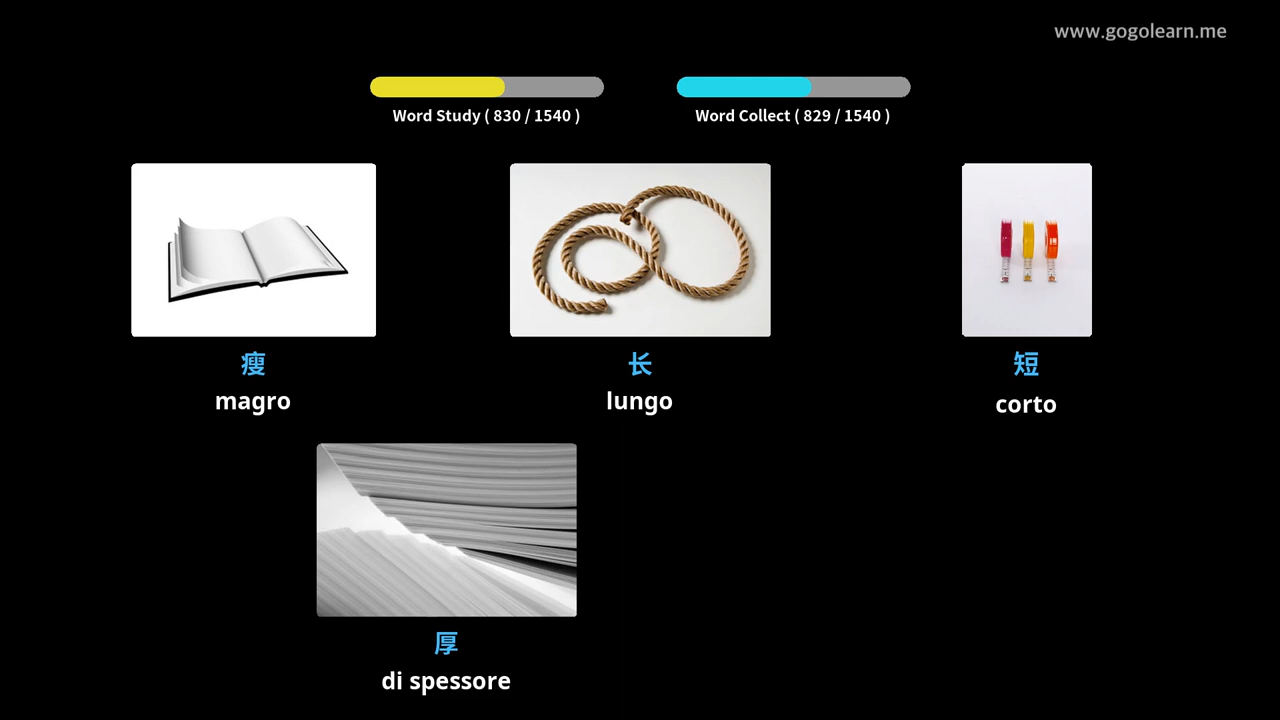 www.gogolearn.me
Word Study ( 830 / 1540 )
Word Collect ( 829 / 1540 )
瘦
magro
长
lungo
短
corto
厚
di spessore